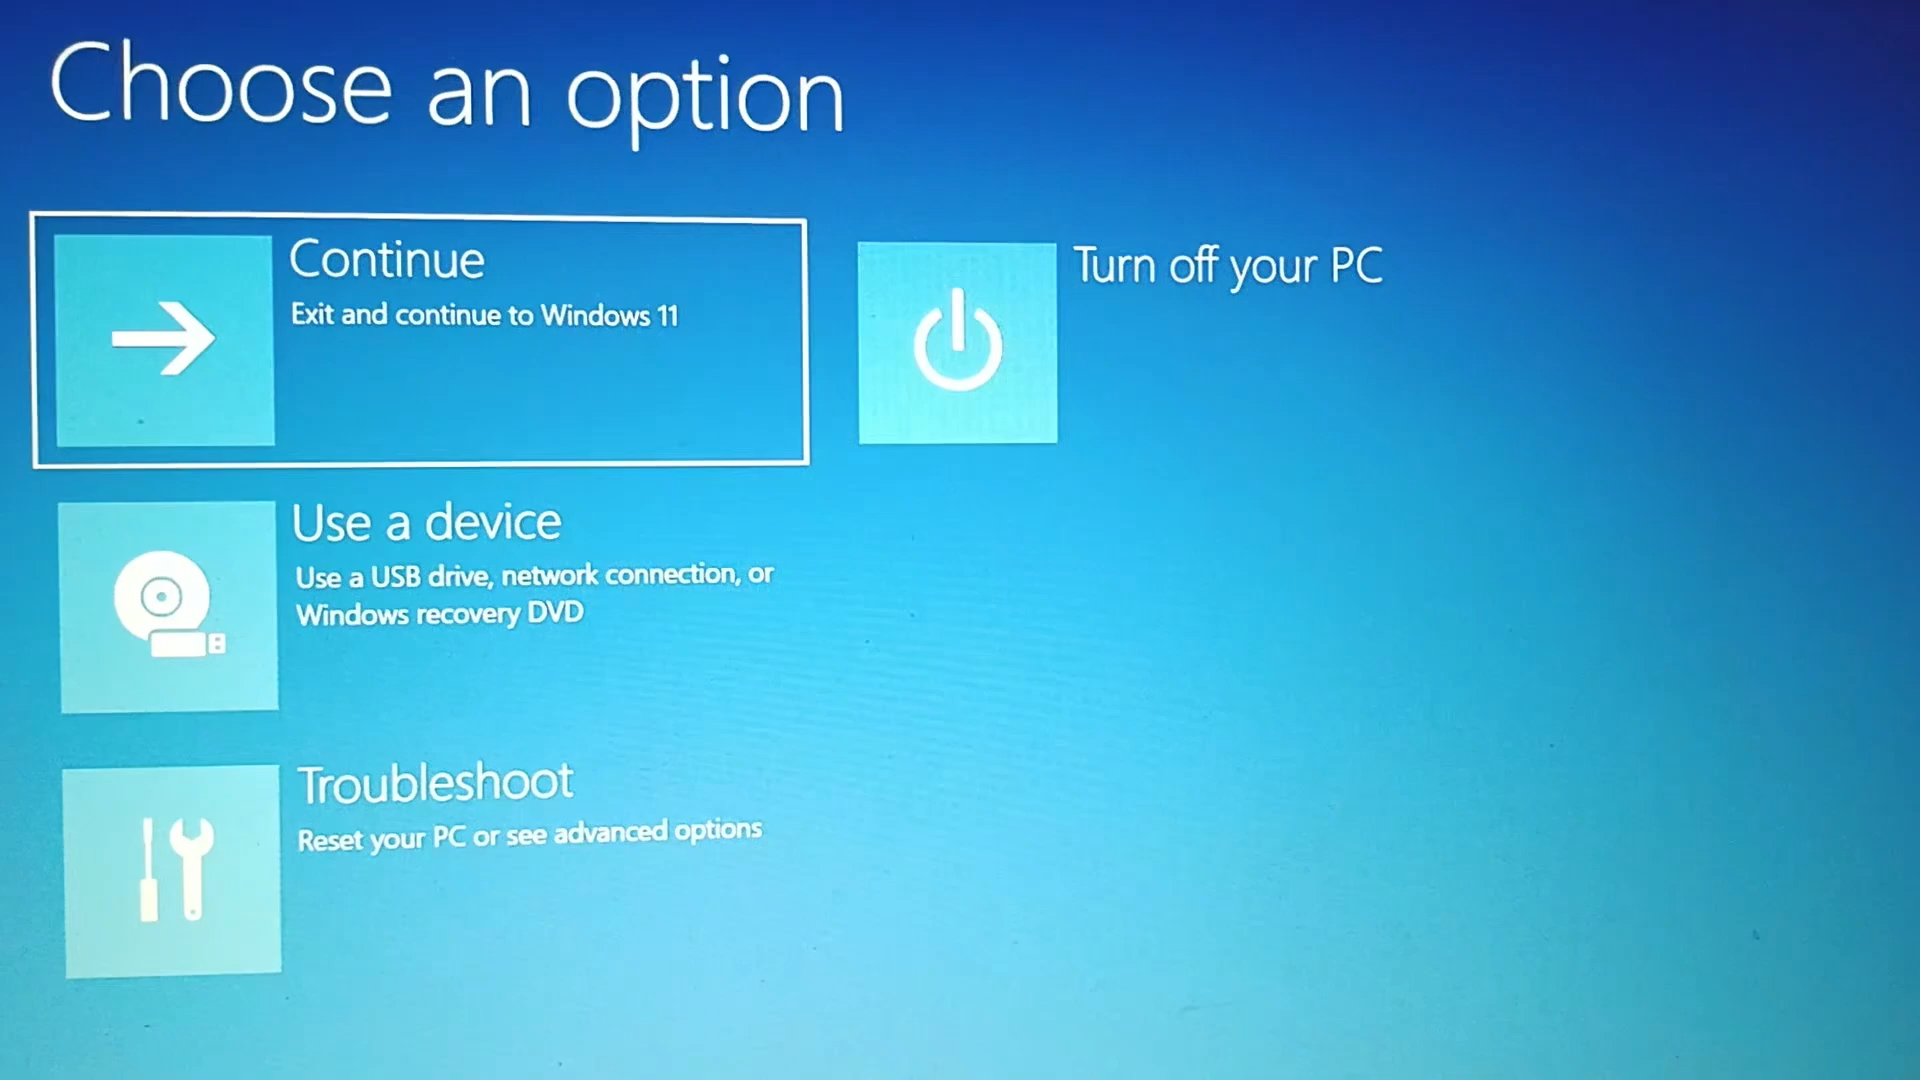 Choose an option
Continue
Exit and continue to Windows 11
Turn off your PC
Use a device
Use a USB drive, network connection, or
Windows recovery DVD
Troubleshoot
Reset your PC or see advanced options